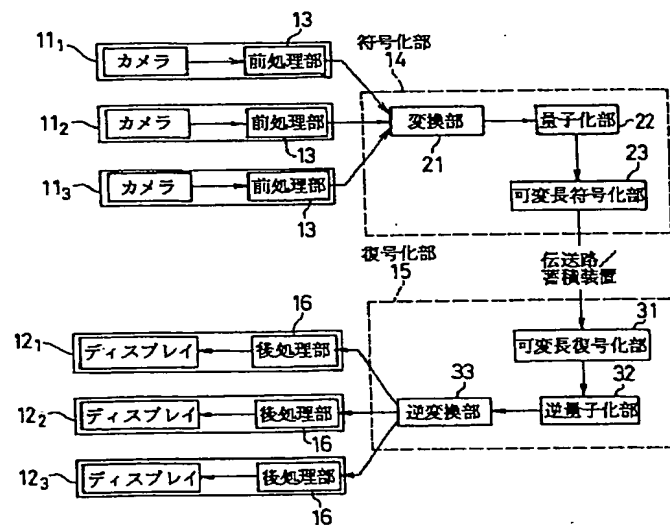 13
符号化部
14
11₁
カメラ
前処理部
11₂
カメラ
前処理部
変換部
量子化部
22
13
21
23
11₃
カメラ
前処理部
可変長符号化部
13
復号化部
15
伝送路/
蓄積装置
16
31
12₁
ディスプレイ
後処理部
可変長復号化部
33
32
12₂
ディスプレイ
後処理部
逆変換部
逆量子化部
16
12₃
ディスプレイ
後処理部
16